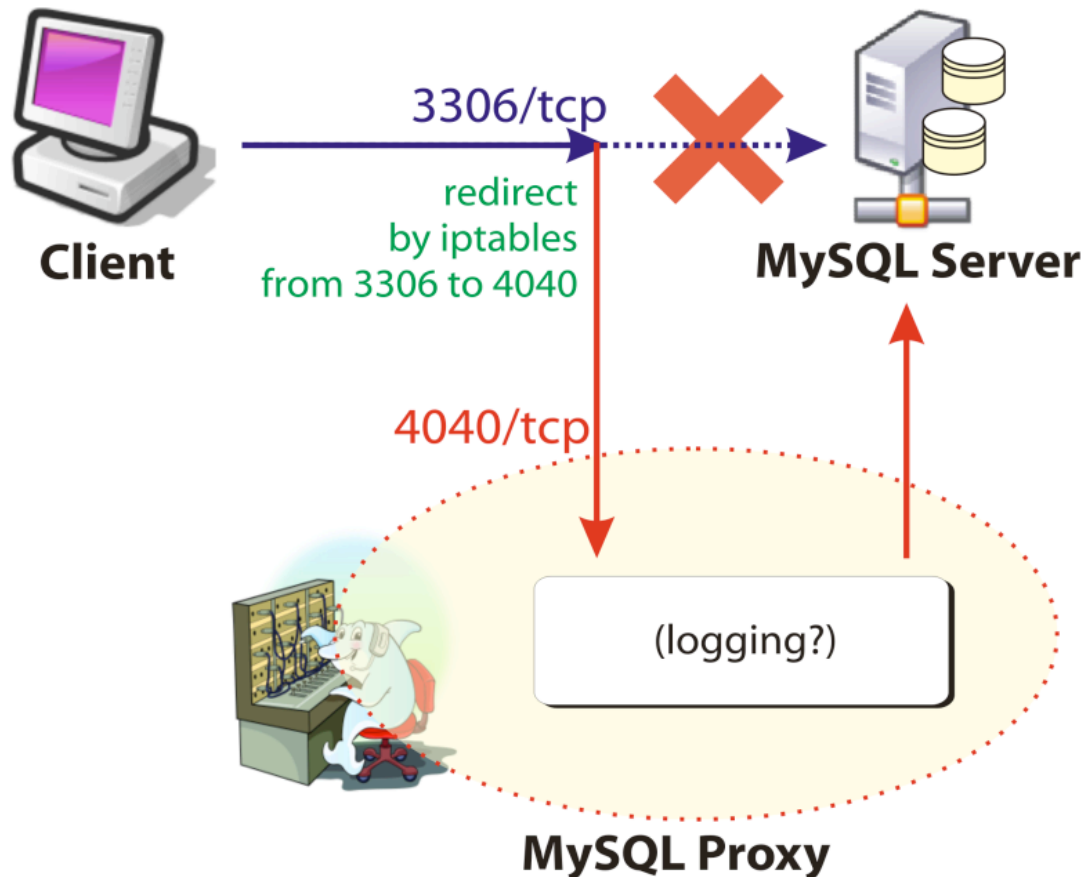 3306/tcp
redirect
by iptables
from 3306 to 4040
Client
MySQL Server
4040/tcp
(logging?)
MySQL Proxy